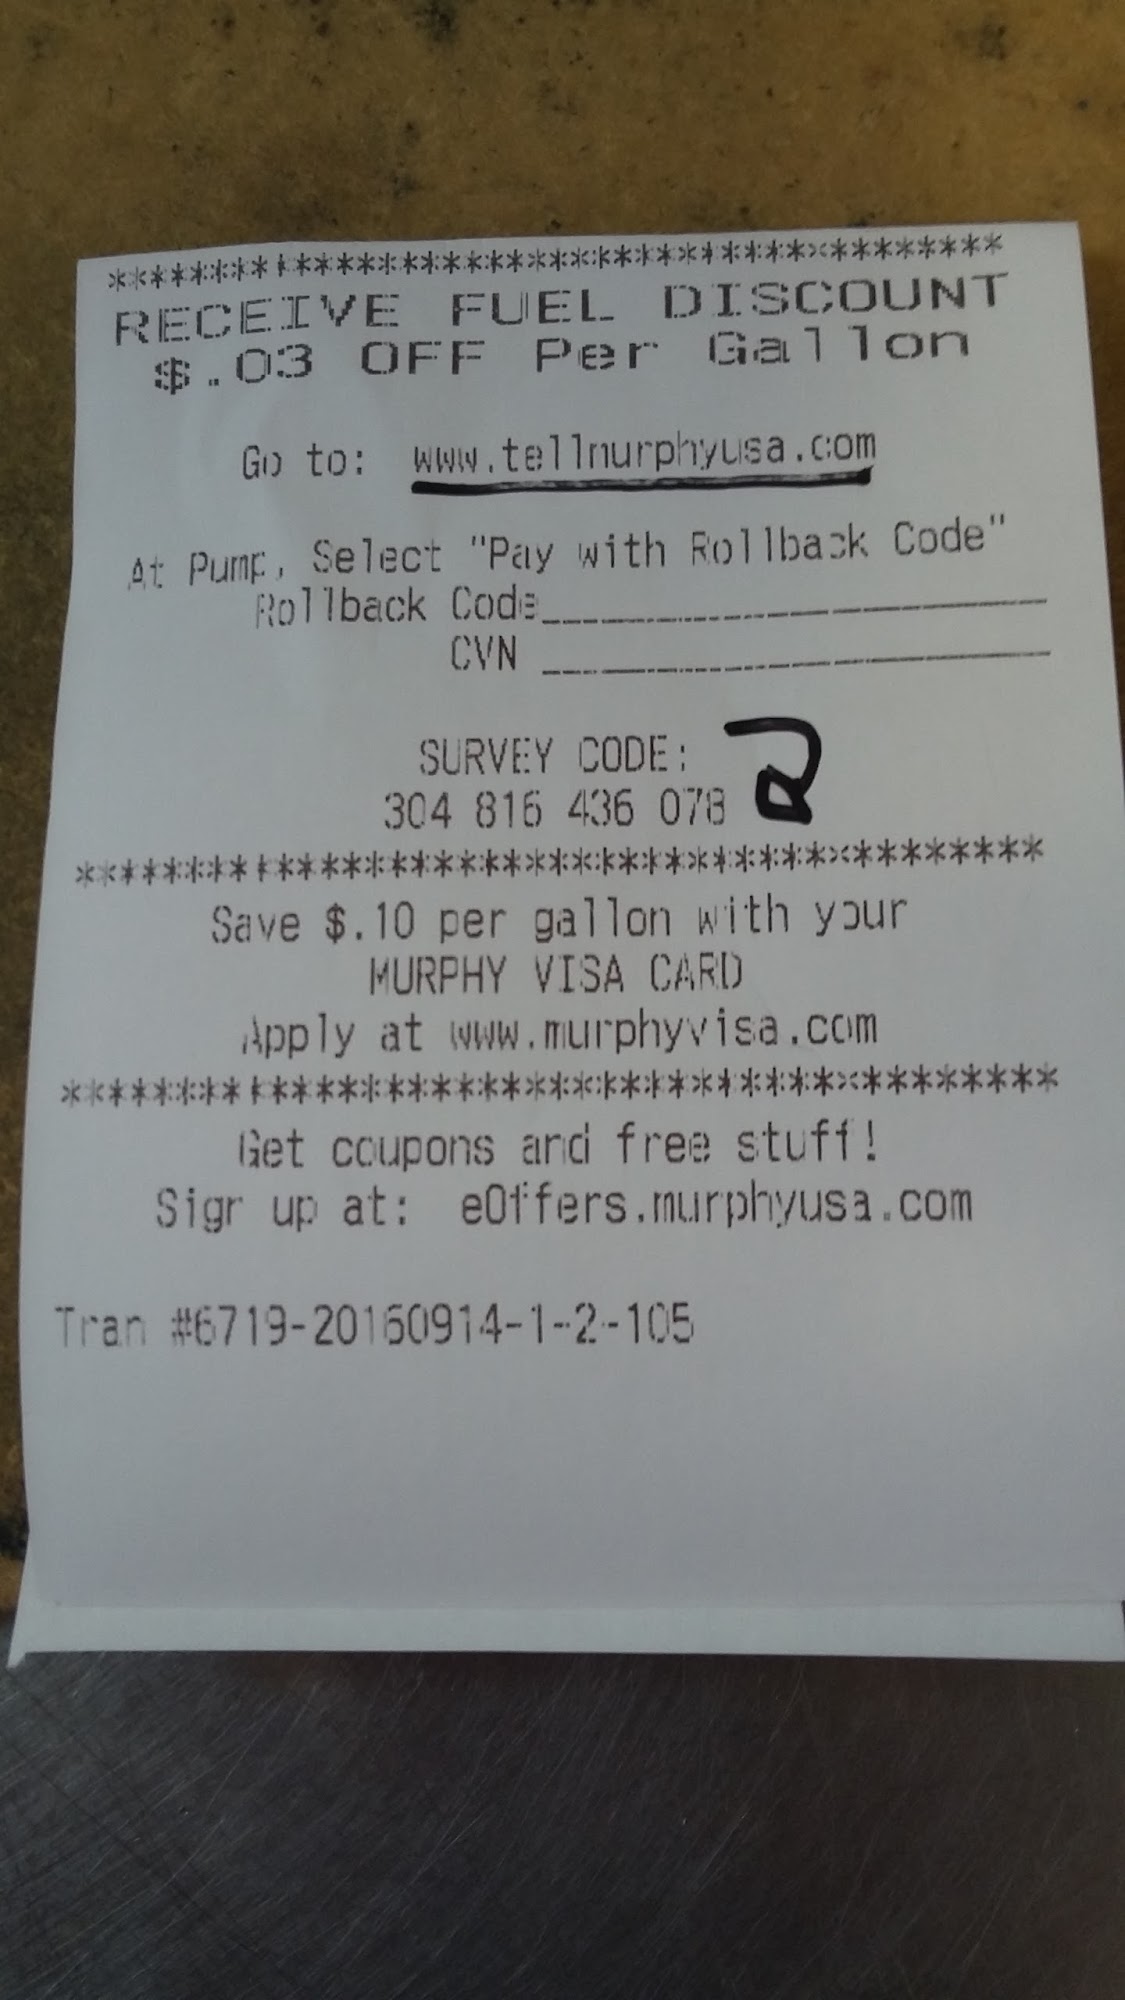 ****************************************
RECEIVE FUEL DISCOUNT
$.03 OFF Per Gallon
Go to: www.tellmurphyusa.com
At Pump, Select "Pay with Rollback Code"
Rollback Code____________________
CVN ____________________
SURVEY CODE:
304 816 436 078
2
****************************************
Save $.10 per gallon with your
MURPHY VISA CARD
Apply at www.murphyvisa.com
****************************************
Get coupons and free stuff!
Sign up at: eOffers.murphyusa.com
Tran #6719-20160914-1-2-105